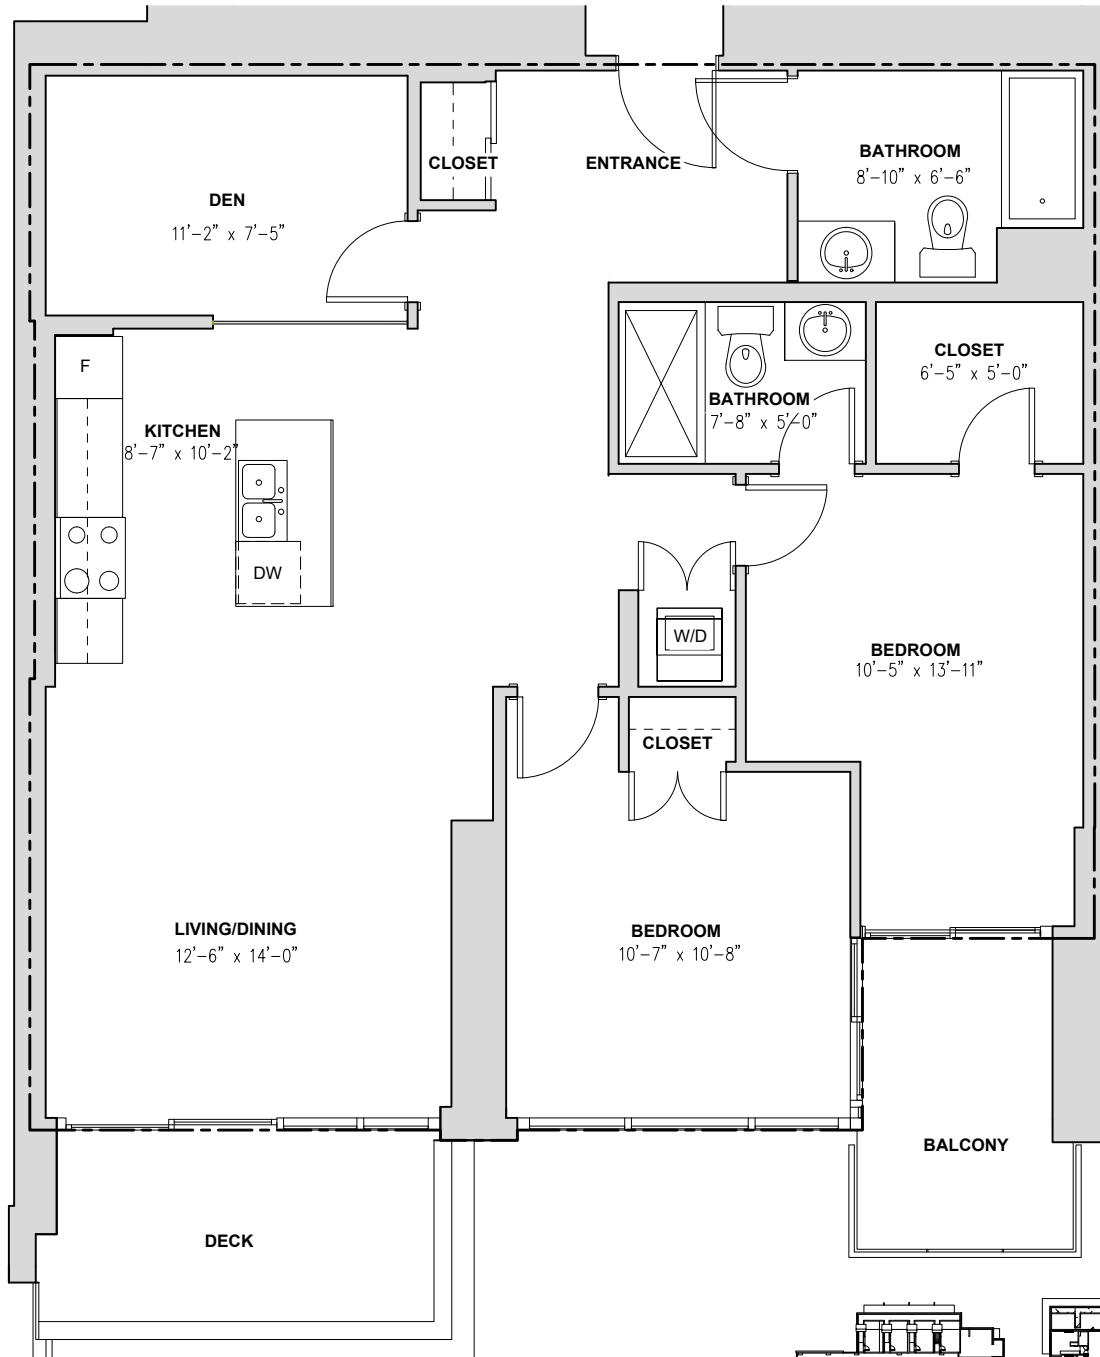 CLOSET
ENTRANCE
BATHROOM
8'-10" x 6'-6"
DEN
11'-2" x 7'-5"
F
KITCHEN
8'-7" x 10'-2"
DW
BATHROOM
7'-8" x 5'-0"
CLOSET
6'-5" x 5'-0"
W/D
BEDROOM
10'-5" x 13'-11"
CLOSET
LIVING/DINING
12'-6" x 14'-0"
BEDROOM
10'-7" x 10'-8"
BALCONY
DECK